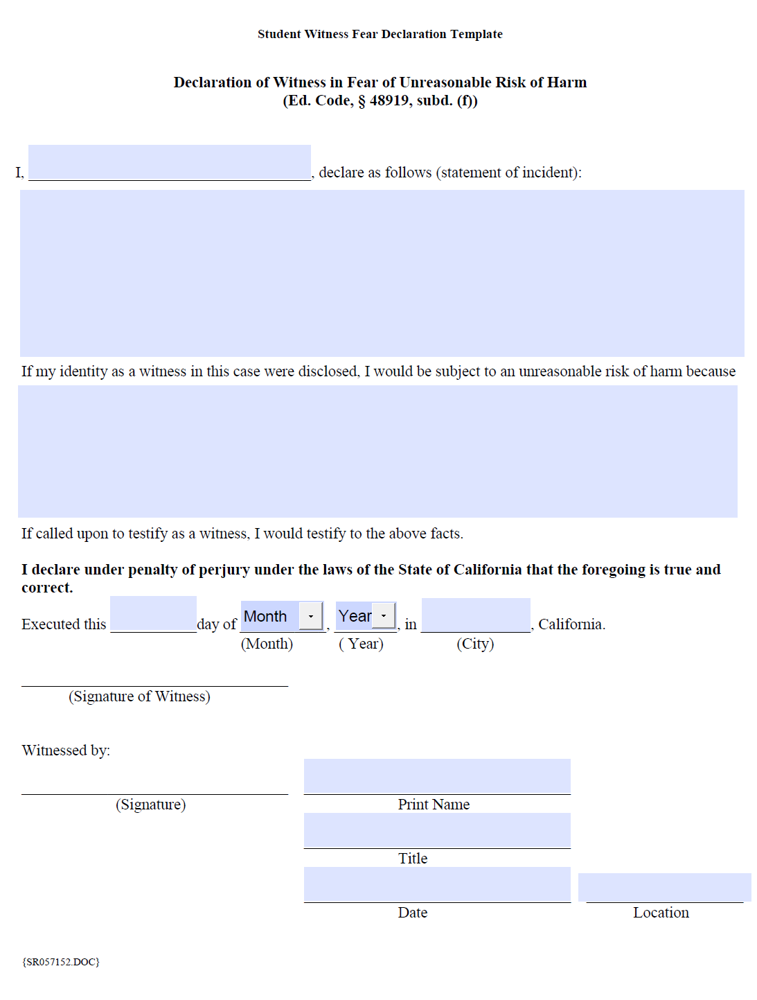 Student Witness Fear Declaration Template
Declaration of Witness in Fear of Unreasonable Risk of Harm
(Ed. Code, § 48919, subd. (f))
I, , declare as follows (statement of incident):
If my identity as a witness in this case were disclosed, I would be subject to an unreasonable risk of harm because
If called upon to testify as a witness, I would testify to the above facts.
I declare under penalty of perjury under the laws of the State of California that the foregoing is true and
correct.
Executed this day of Month , Year , in , California.
(Month) ( Year) (City)
(Signature of Witness)
Witnessed by:
(Signature) Print Name
Title
Date Location
{SR057152.DOC}